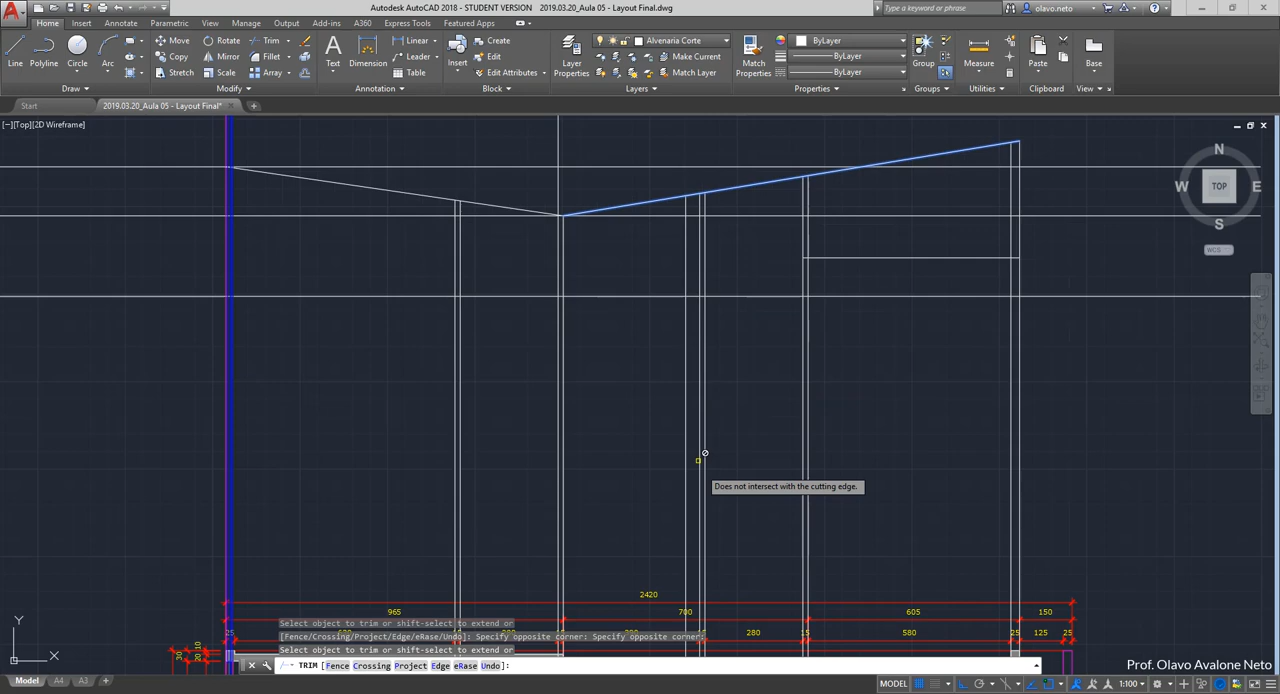 Autodesk AutoCAD 2018 - STUDENT VERSION 2019.03.20_Aula 05 - Layout Final.dwg
Type a keyword or phrase
olavo.neto
Home Insert Annotate Parametric View Manage Output Add-ins A360 Express Tools Featured Apps
Line Polyline Circle Arc
Move Rotate Trim
Copy Mirror Fillet
Stretch Scale Array
Text Dimension
Linear
Leader
Table
Insert
Create
Edit
Edit Attributes
Layer
Properties
Alvenaria Corte
Make Current
Match Layer
Match
Properties
ByLayer
ByLayer
ByLayer
Group
Measure
Paste
Base
Draw Modify Annotation Block Layers Properties Groups Utilities Clipboard View
Start
2019.03.20_Aula 05 - Layout Final*
[−][Top][2D Wireframe]
N
W TOP E
S
WCS
Does not intersect with the cutting edge.
2420
965 700 605 150
25 280 15 580 25 125 25
30 20 10
Select object to trim or shift-select to extend or
[Fence/Crossing/Project/Edge/eRase/Undo]: Specify opposite corner: Specify opposite corner:
Select object to trim or shift-select to extend or
TRIM [Fence Crossing Project Edge eRase Undo]:
Y
X
Prof. Olavo Avalone Neto
Model A4 A3
MODEL
1:100